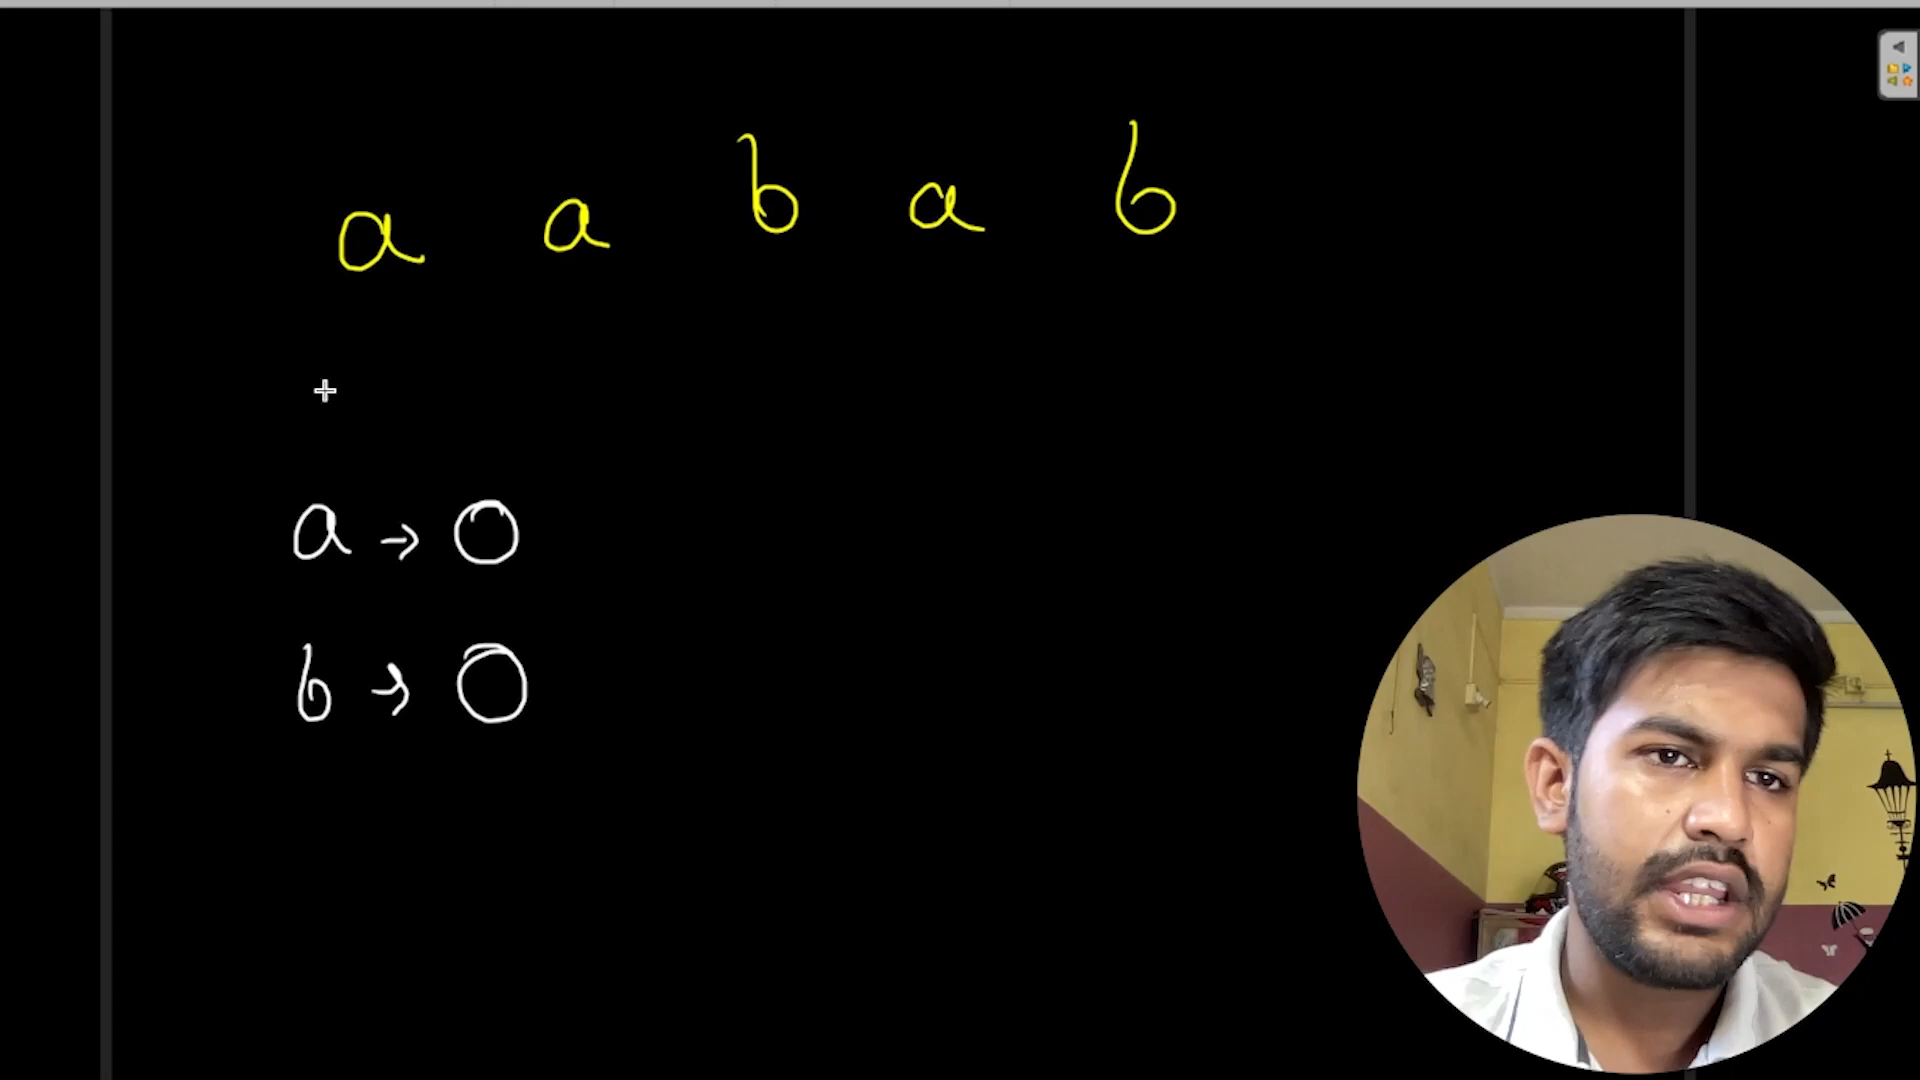 a a b a b
a → 0
b → 0